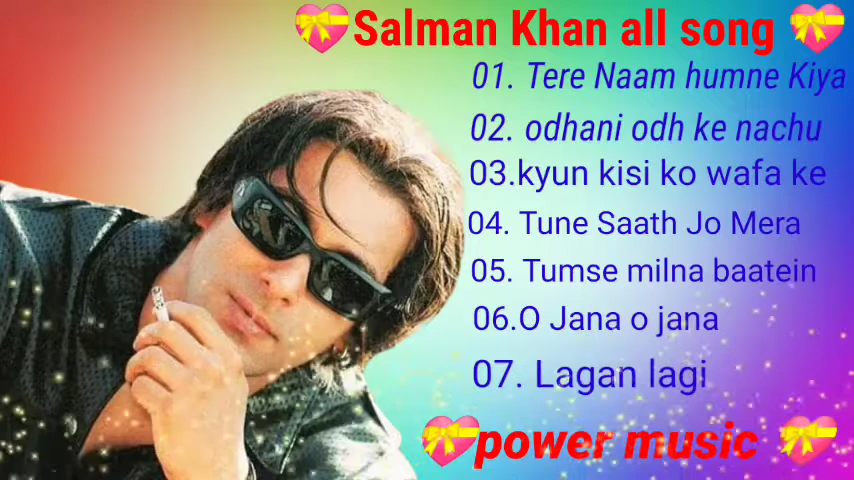 💝Salman Khan all song 💝
01. Tere Naam humne Kiya
02. odhani odh ke nachu
03.kyun kisi ko wafa ke
04. Tune Saath Jo Mera
05. Tumse milna baatein
06.O Jana o jana
07. Lagan lagi
💝power music 💝